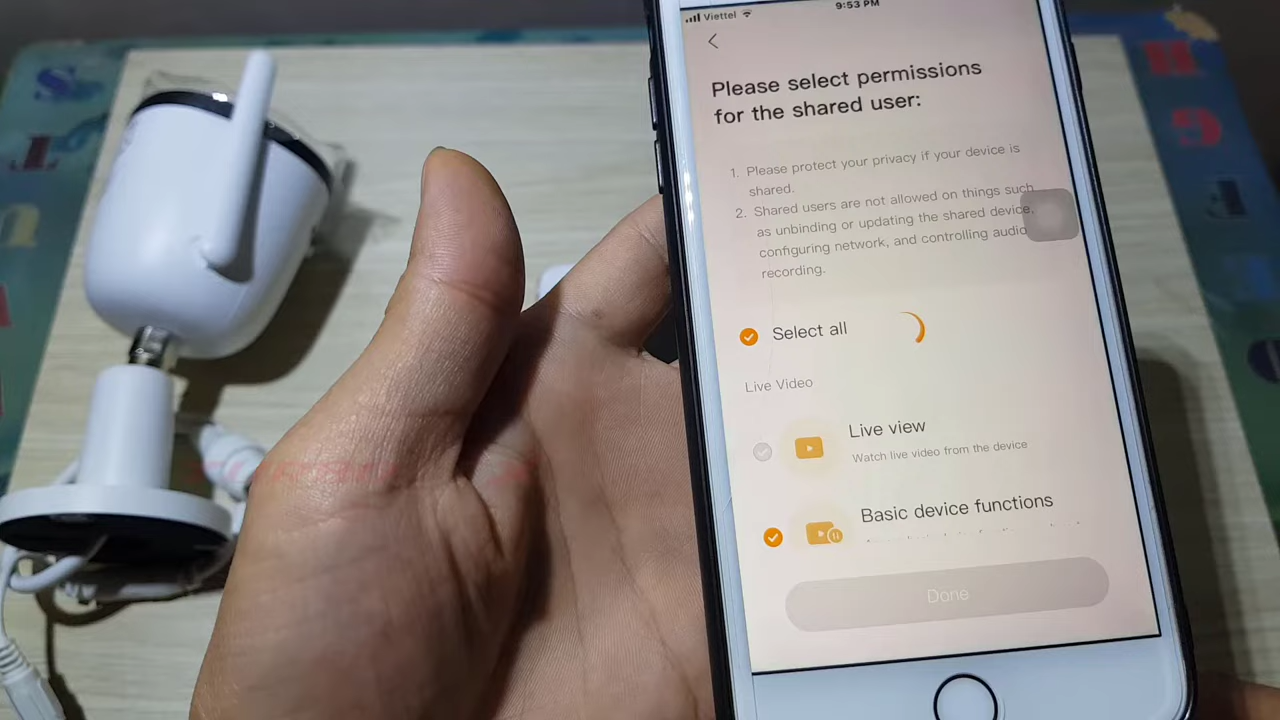 Viettel
9:53 PM
Please select permissions
for the shared user:
1. Please protect your privacy if your device is
shared.
2. Shared users are not allowed on things such
as unbinding or updating the shared device,
configuring network, and controlling audio
recording.
Select all
Live Video
Live view
Watch live video from the device
Basic device functions
Done
S
T
H
G